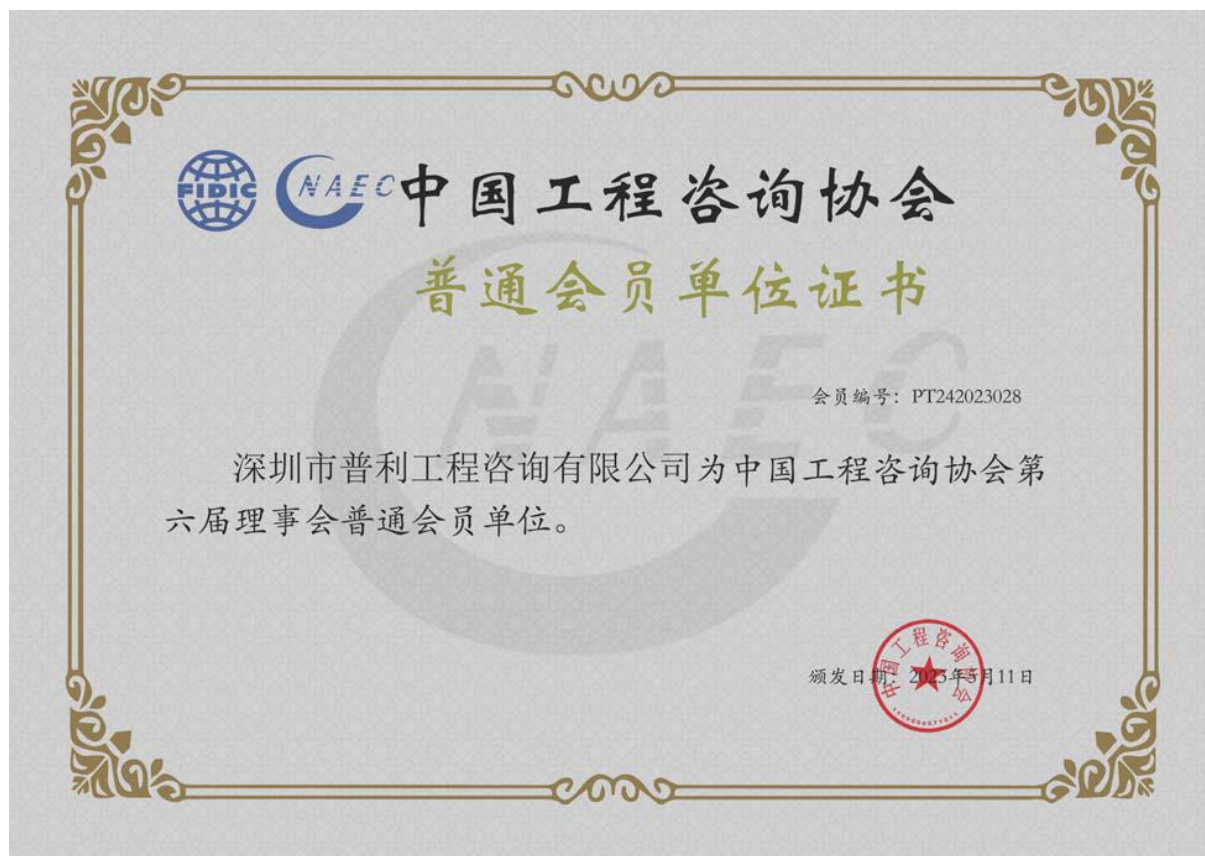 FIDIC
CNAEC
中国工程咨询协会
普通会员单位证书
CNAEC
会员编号：PT242023028
深圳市普利工程咨询有限公司为中国工程咨询协会第
六届理事会普通会员单位。
颁发日期：2023年5月11日
中国工程咨询协会